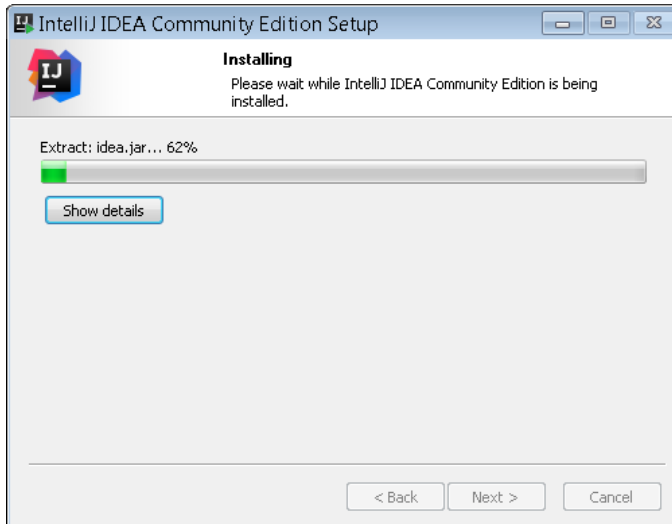 IntelliJ IDEA Community Edition Setup
IJ
Installing
Please wait while IntelliJ IDEA Community Edition is being
installed.
Extract: idea.jar... 62%
Show details
< Back
Next >
Cancel